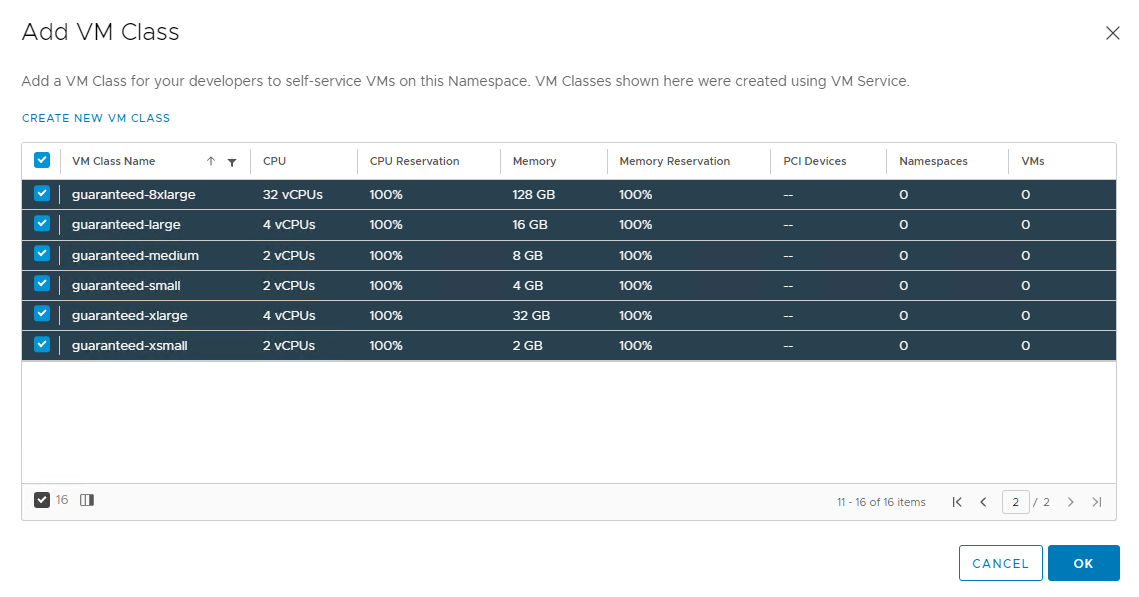 Add VM Class
Add a VM Class for your developers to self-service VMs on this Namespace. VM Classes shown here were created using VM Service.
CREATE NEW VM CLASS
VM Class Name CPU CPU Reservation Memory Memory Reservation PCI Devices Namespaces VMs
guaranteed-8xlarge 32 vCPUs 100% 128 GB 100% -- 0 0
guaranteed-large 4 vCPUs 100% 16 GB 100% -- 0 0
guaranteed-medium 2 vCPUs 100% 8 GB 100% -- 0 0
guaranteed-small 2 vCPUs 100% 4 GB 100% -- 0 0
guaranteed-xlarge 4 vCPUs 100% 32 GB 100% -- 0 0
guaranteed-xsmall 2 vCPUs 100% 2 GB 100% -- 0 0
16 11 - 16 of 16 items 2 / 2
CANCEL OK